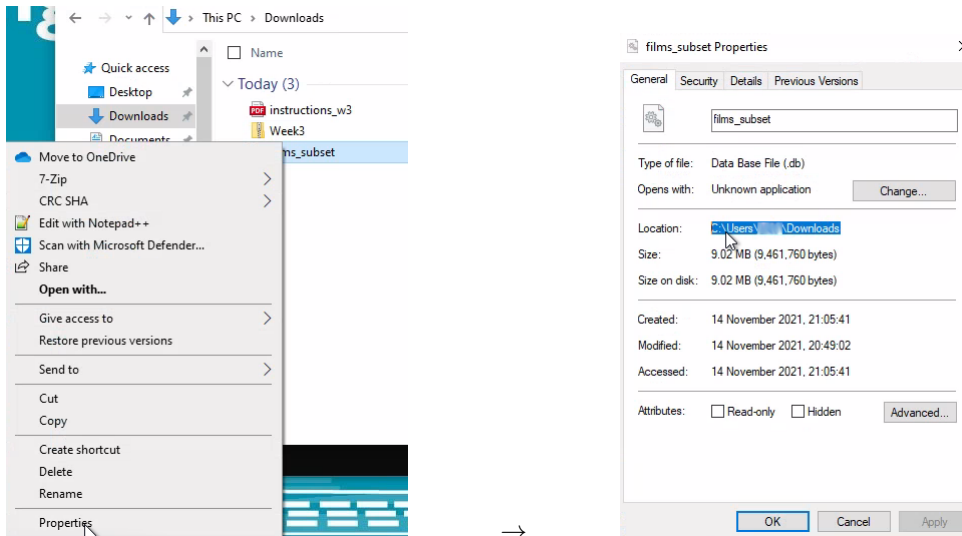 This PC > Downloads
Name
Quick access
Today (3)
Desktop
instructions_w3
Downloads
Week3
Documents
ms_subset
Move to OneDrive
7-Zip
CRC SHA
Edit with Notepad++
Scan with Microsoft Defender...
Share
Open with...
Give access to
Restore previous versions
Send to
Cut
Copy
Create shortcut
Delete
Rename
Properties
→
films_subset Properties
General Security Details Previous Versions
films_subset
Type of file: Data Base File (.db)
Opens with: Unknown application Change...
Location: C:\Users\ \Downloads
Size: 9.02 MB (9,461,760 bytes)
Size on disk: 9.02 MB (9,461,760 bytes)
Created: 14 November 2021, 21:05:41
Modified: 14 November 2021, 20:49:02
Accessed: 14 November 2021, 21:05:41
Attributes: Read-only Hidden Advanced...
OK Cancel Apply